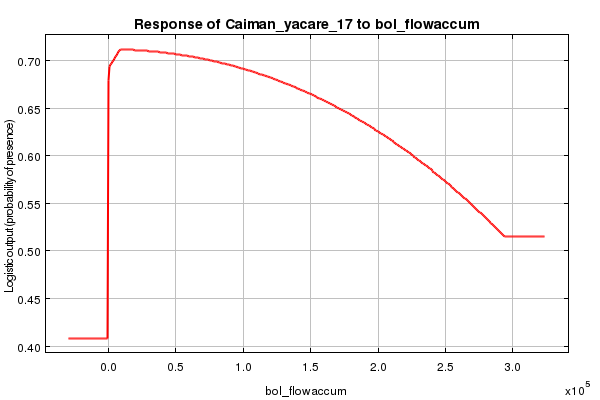 Response of Caiman_yacare_17 to bol_flowaccum
Logistic output (probability of presence)
0.70
0.65
0.60
0.55
0.50
0.45
0.40
0.0 0.5 1.0 1.5 2.0 2.5 3.0
bol_flowaccum
x10^5